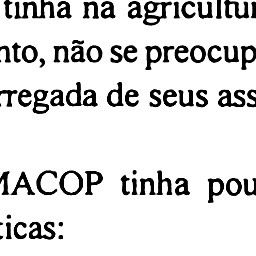 tinha na agricultur
nto, não se preocup
rregada de seus ass
MACOP tinha pou
ticas: